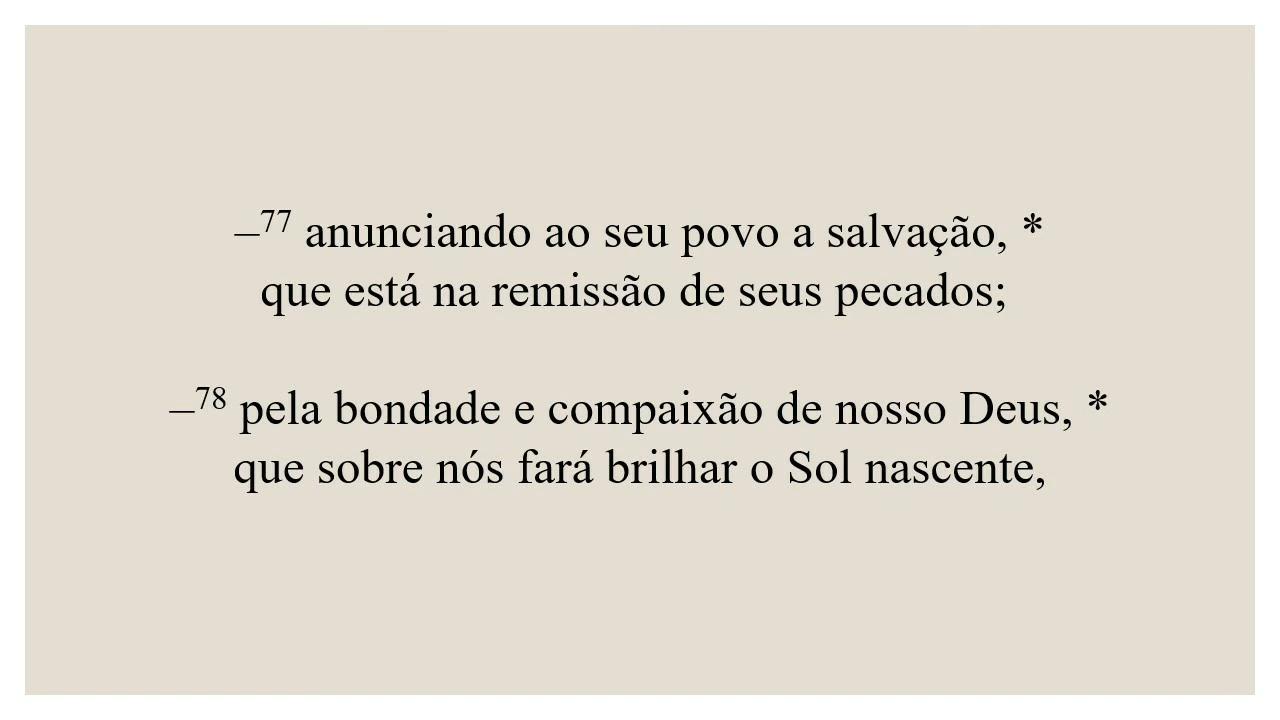 –77 anunciando ao seu povo a salvação, *
que está na remissão de seus pecados;
–78 pela bondade e compaixão de nosso Deus, *
que sobre nós fará brilhar o Sol nascente,